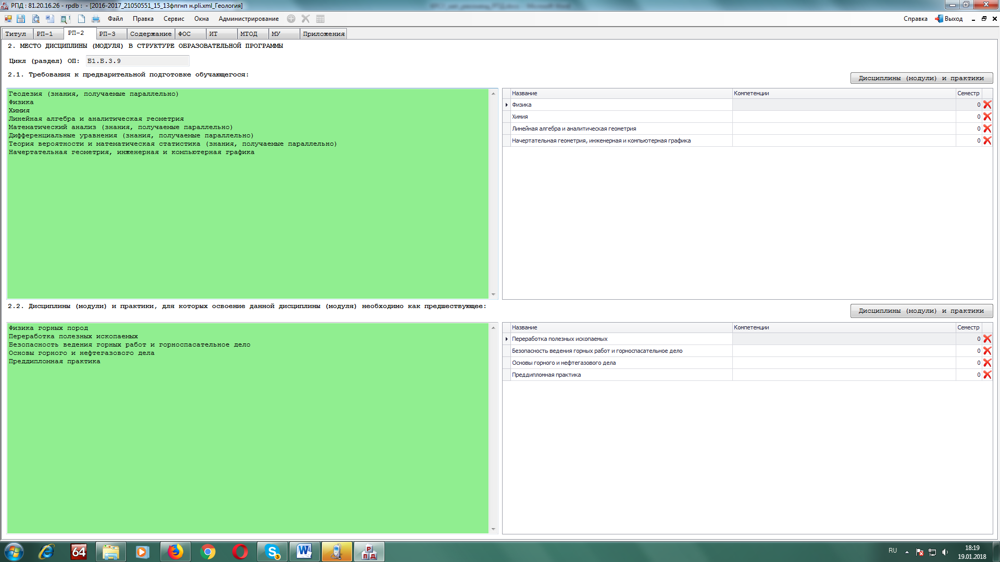 РПД : 81.20.16.26 - rpdb :  - [2016-2017_21050551_15_13фпгнп н.pli.xml_Геология]
Файл Правка Сервис Окна Администрирование Справка Выход
Титул РП-1 РП-2 РП-3 Содержание ФОС ИТ МТОД МУ Приложения
2. МЕСТО ДИСЦИПЛИНЫ (МОДУЛЯ) В СТРУКТУРЕ ОБРАЗОВАТЕЛЬНОЙ ПРОГРАММЫ
Цикл (раздел) ОП: Б1.Б.3.9
2.1. Требования к предварительной подготовке обучающегося:
Дисциплины (модули) и практики
Геодезия (знания, получаемые параллельно)
Физика
Химия
Линейная алгебра и аналитическая геометрия
Математический анализ (знания, получаемые параллельно)
Дифференциальные уравнения (знания, получаемые параллельно)
Теория вероятности и математическая статистика (знания, получаемые параллельно)
Начертательная геометрия, инженерная и компьютерная графика
Название Компетенции Семестр
Физика 0
Химия 0
Линейная алгебра и аналитическая геометрия 0
Начертательная геометрия, инженерная и компьютерная графика 0
2.2. Дисциплины (модули) и практики, для которых освоение данной дисциплины (модуля) необходимо как предшествующее:
Дисциплины (модули) и практики
Физика горных пород
Переработка полезных ископаемых
Безопасность ведения горных работ и горноспасательное дело
Основы горного и нефтегазового дела
Преддипломная практика
Название Компетенции Семестр
Переработка полезных ископаемых 0
Безопасность ведения горных работ и горноспасательное дело 0
Основы горного и нефтегазового дела 0
Преддипломная практика 0
64
3
RU
18:19
19.01.2018